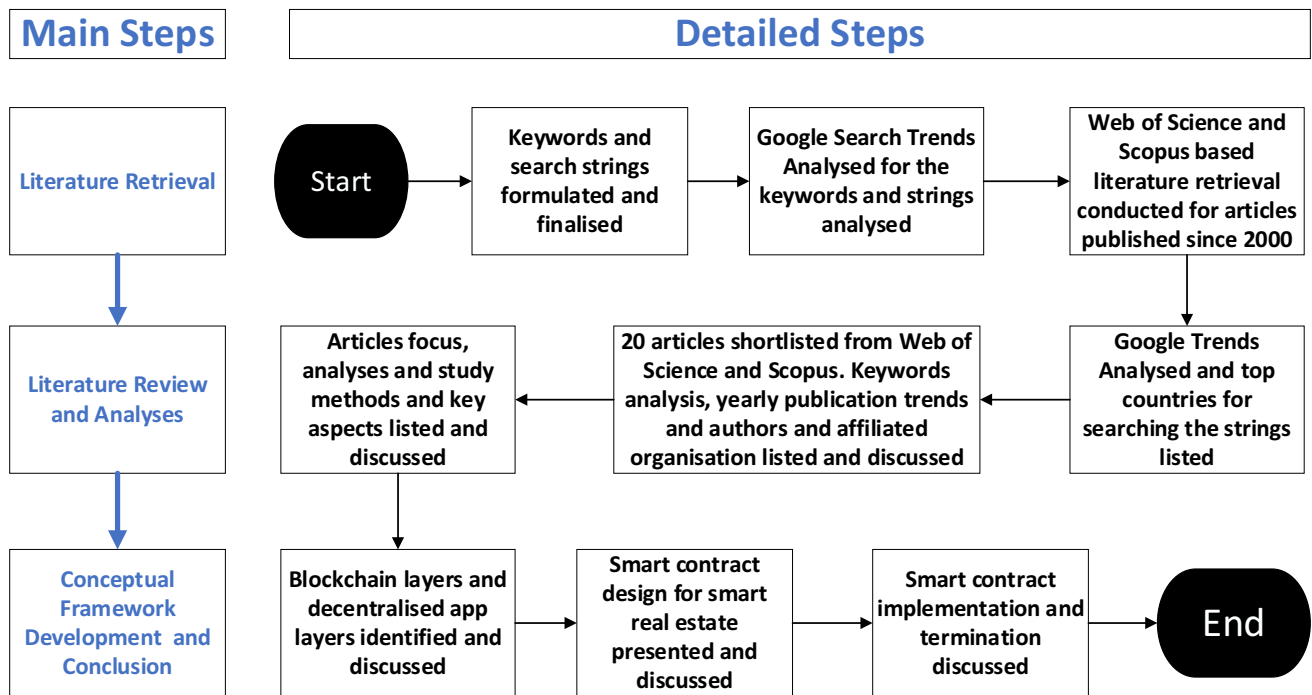 Main Steps
Detailed Steps
Literature Retrieval
Start
Keywords and
search strings
formulated and
finalised
Google Search Trends
Analysed for the
keywords and strings
analysed
Web of Science and
Scopus based
literature retrieval
conducted for articles
published since 2000
Literature Review
and Analyses
Articles focus,
analyses and study
methods and key
aspects listed and
discussed
20 articles shortlisted from Web of
Science and Scopus. Keywords
analysis, yearly publication trends
and authors and affiliated
organisation listed and discussed
Google Trends
Analysed and top
countries for
searching the strings
listed
Conceptual
Framework
Development and
Conclusion
Blockchain layers and
decentralised app
layers identified and
discussed
Smart contract
design for smart
real estate
presented and
discussed
Smart contract
implementation and
termination
discussed
End